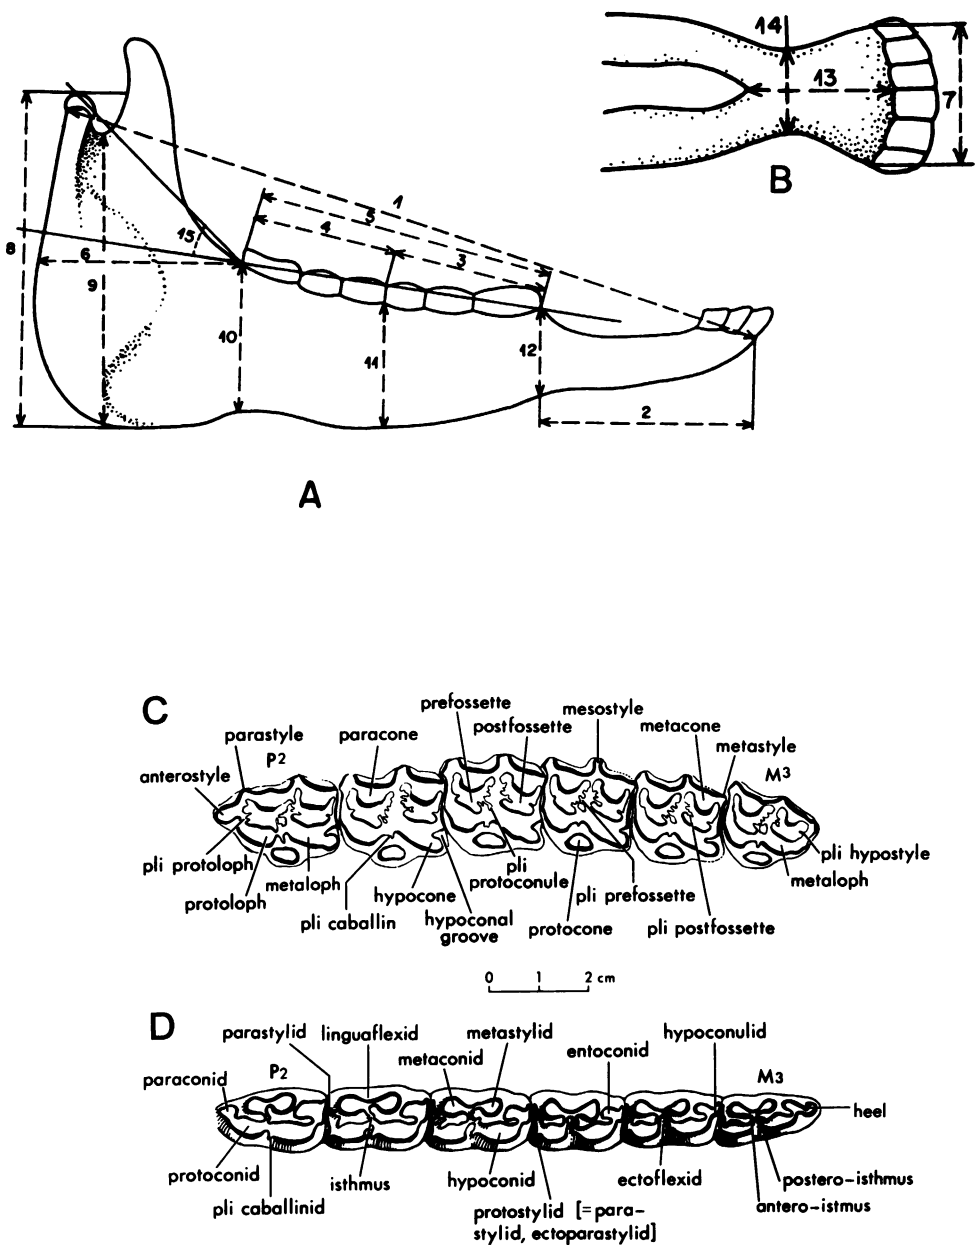 14
13
7
B
1
5
4
3
8
15
6
9
10
11
12
2
A
C
prefossette
mesostyle
postfossette
metacone
parastyle
paracone
metastyle
P2
anterostyle
M3
pli protoloph
pli hypostyle
metaloph
pli
protoconule
metaloph
protoloph
hypocone
pli prefossette
pli caballin
hypoconal
groove
protocone
pli postfossette
0 1 2 cm
D
parastylid
linguaflexid
metastylid
hypoconulid
metaconid
entoconid
P2
M3
paraconid
heel
protoconid
isthmus
hypoconid
ectoflexid
postero-isthmus
pli caballinid
antero-istmus
protostylid [=para-
stylid, ectoparastylid]